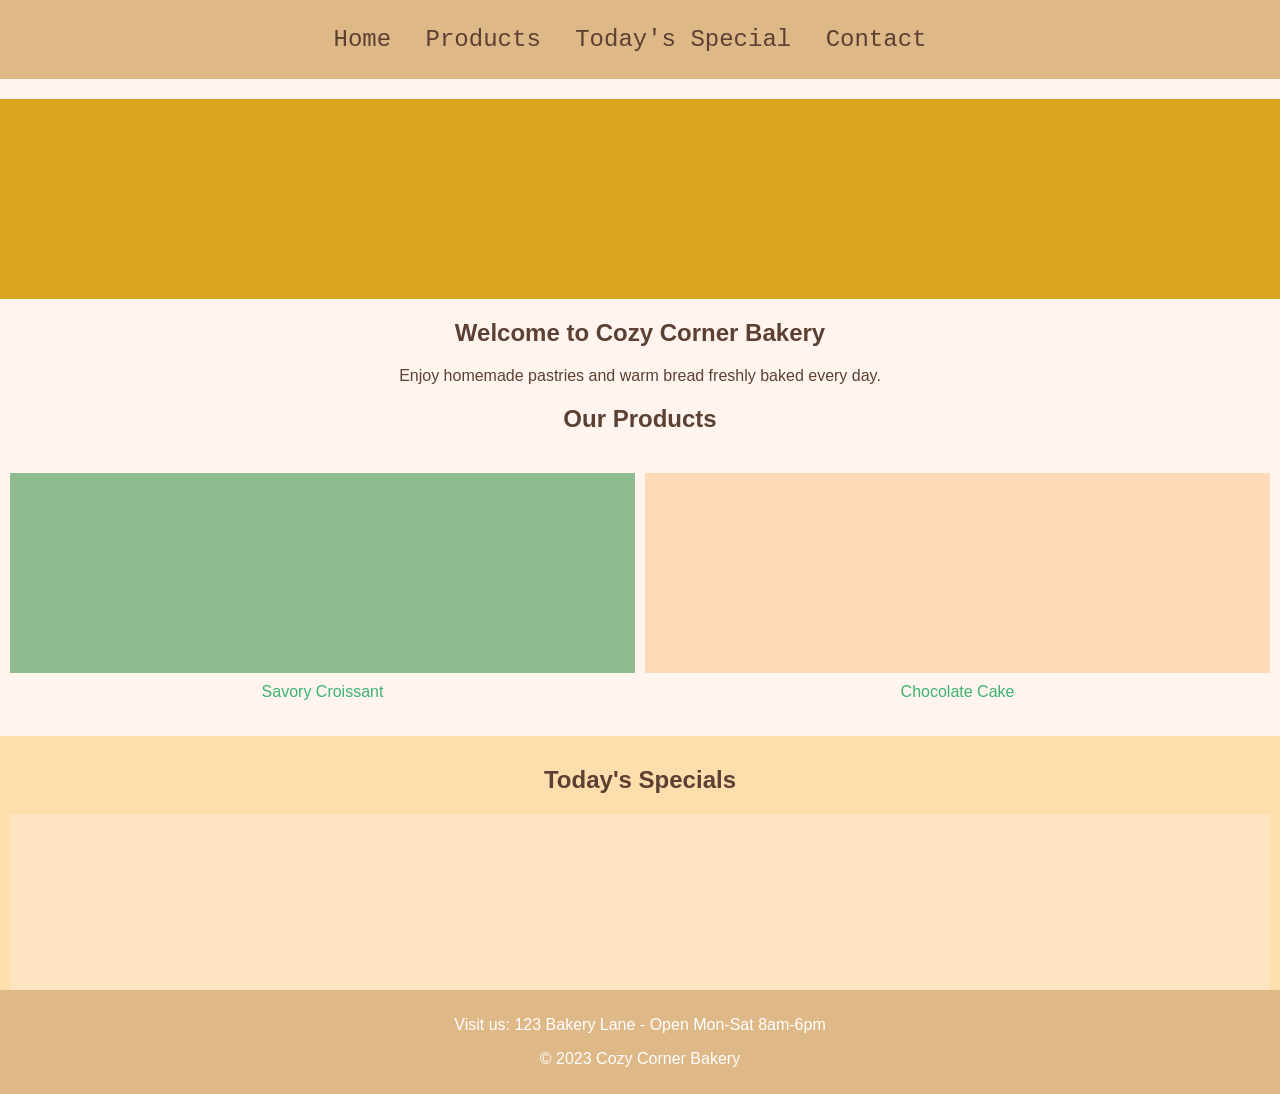 Home Products Today's Special Contact
Welcome to Cozy Corner Bakery
Enjoy homemade pastries and warm bread freshly baked every day.
Our Products
Savory Croissant Chocolate Cake
Today's Specials
Visit us: 123 Bakery Lane - Open Mon-Sat 8am-6pm
© 2023 Cozy Corner Bakery